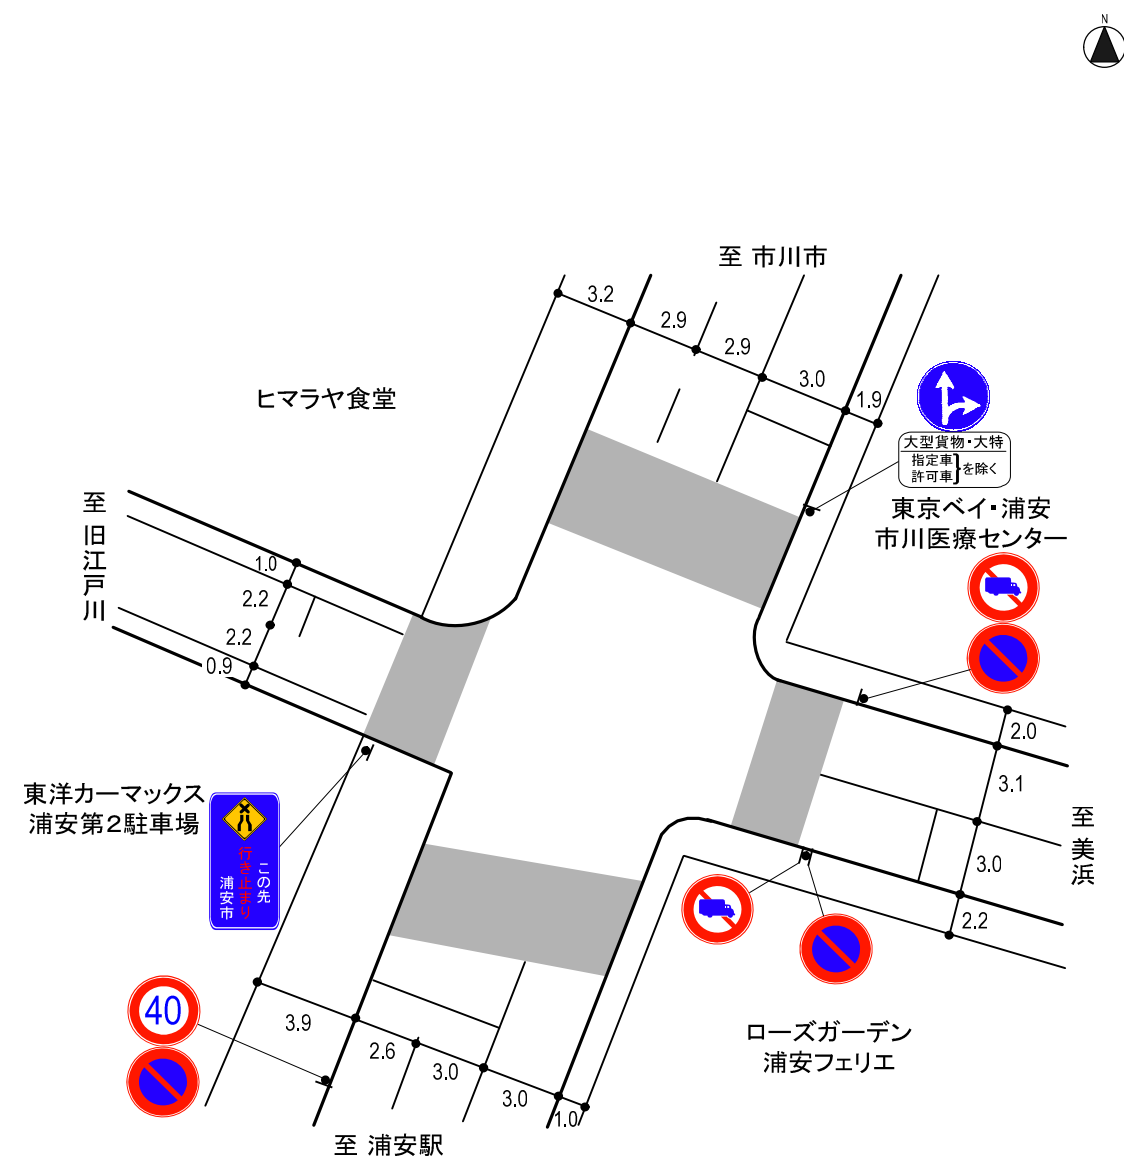 N
至 市川市
3.2
2.9
2.9
3.0
1.9
ヒマラヤ食堂
大型貨物・大特
指定車
許可車
を除く
東京ベイ・浦安
市川医療センター
至 旧江戸川
1.0
2.2
2.2
0.9
2.0
3.1
3.0
2.2
至 美浜
東洋カーマックス
浦安第2駐車場
この先
行き止まり
浦安市
40
3.9
2.6
3.0
3.0
1.0
ローズガーデン
浦安フェリエ
至 浦安駅